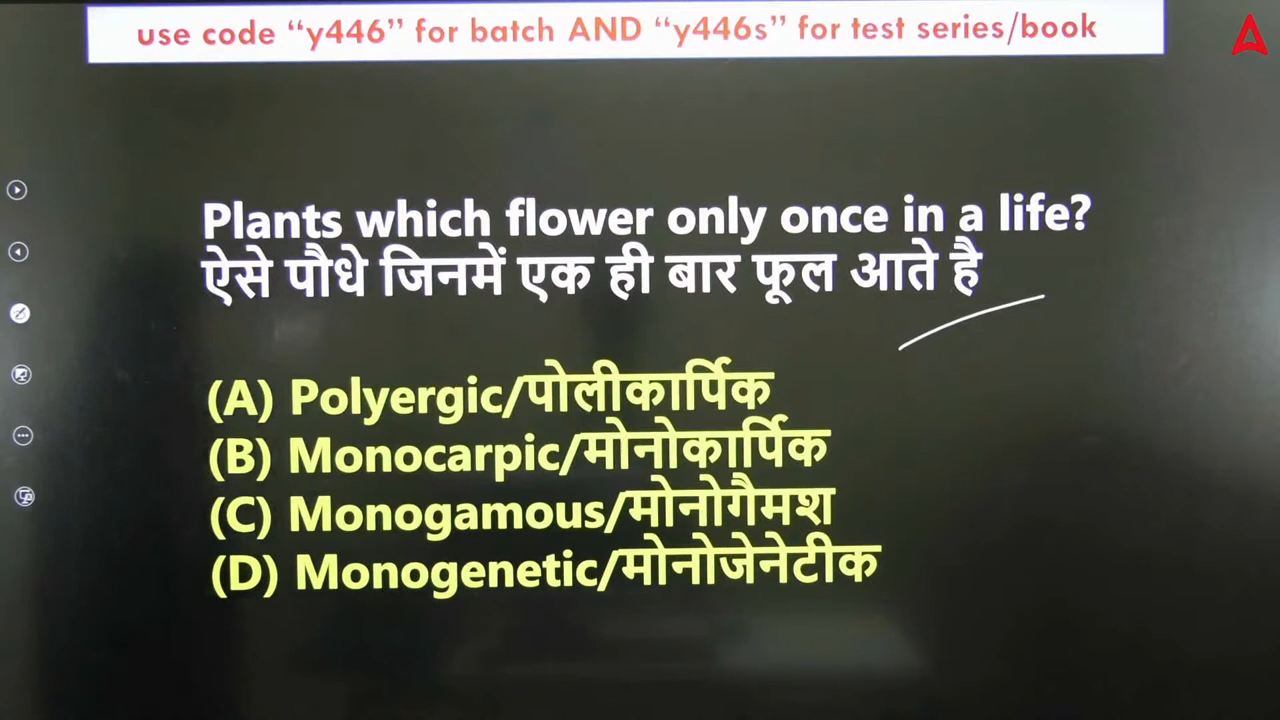 use code “y446” for batch AND “y446s” for test series/book
Plants which flower only once in a life?
ऐसे पौधे जिनमें एक ही बार फूल आते है
(A) Polyergic/पोलीकार्पिक
(B) Monocarpic/मोनोकार्पिक
(C) Monogamous/मोनोगैमश
(D) Monogenetic/मोनोजेनेटीक